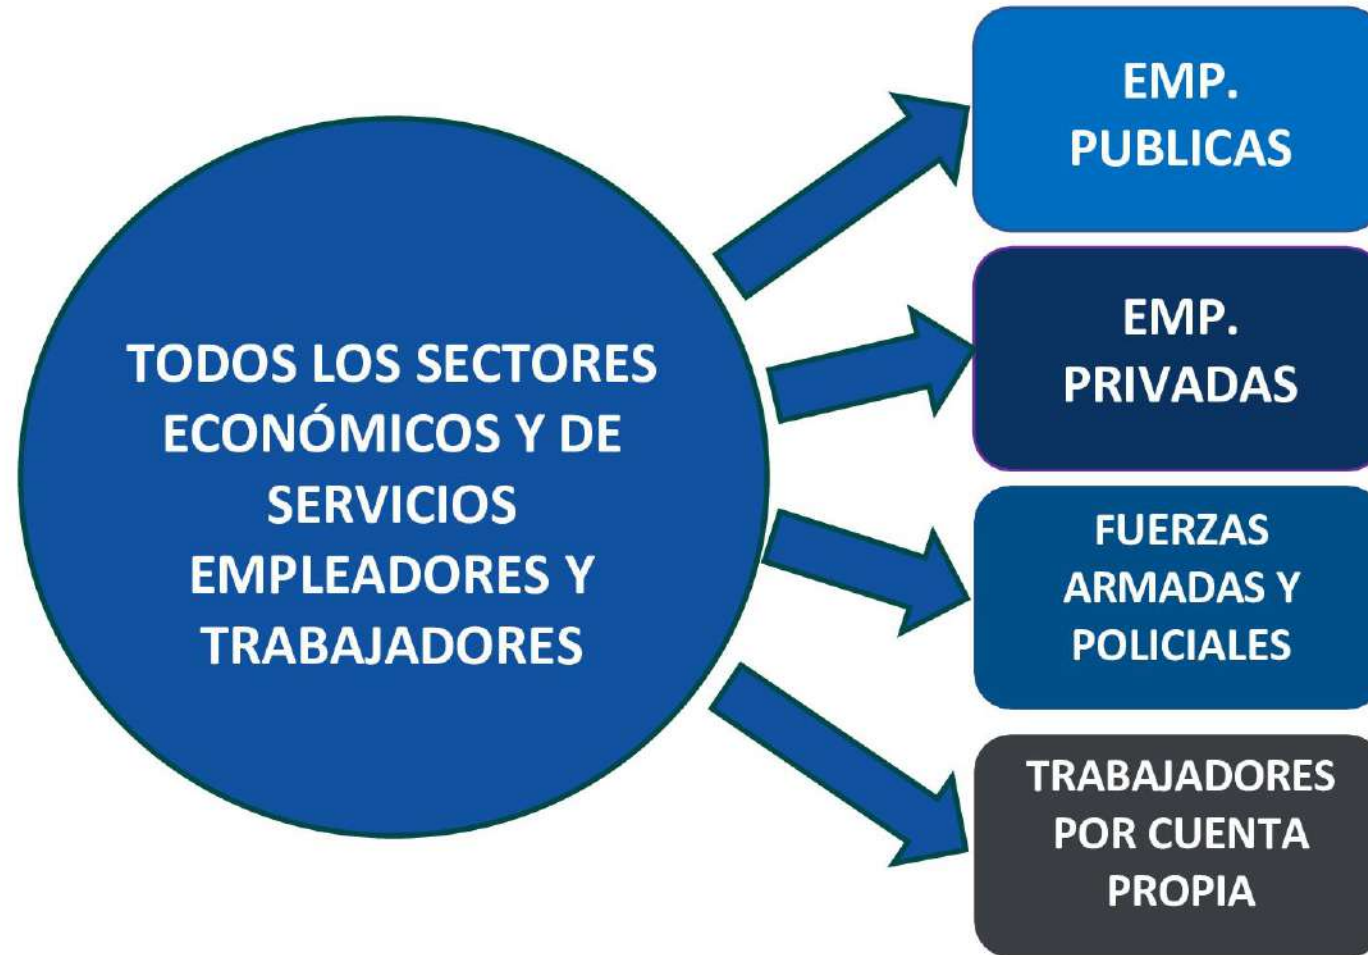 TODOS LOS SECTORES
ECONÓMICOS Y DE
SERVICIOS
EMPLEADORES Y
TRABAJADORES
EMP.
PUBLICAS
EMP.
PRIVADAS
FUERZAS
ARMADAS Y
POLICIALES
TRABAJADORES
POR CUENTA
PROPIA